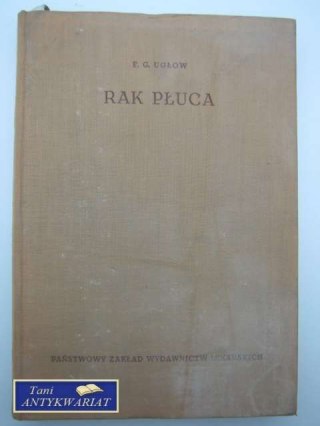 F. G. UGŁOW
RAK PŁUCA
PAŃSTWOWY ZAKŁAD WYDAWNICTW LEKARSKICH
Tani
ANTYKWARIAT